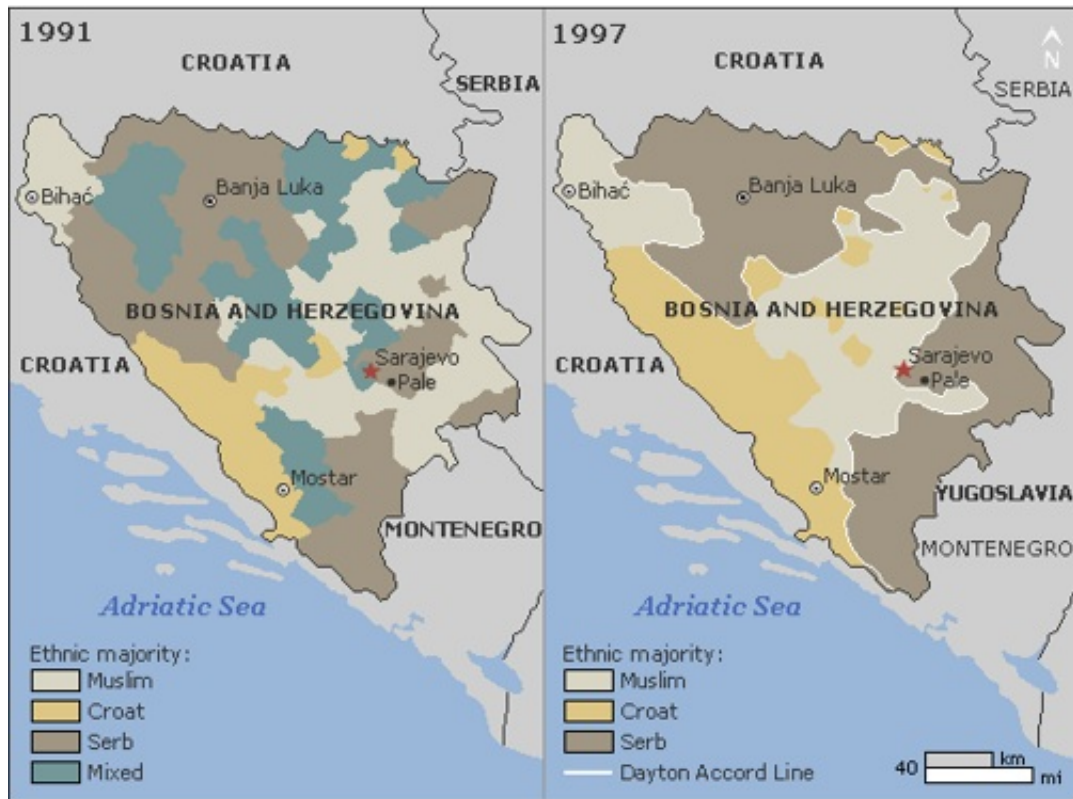 1991
CROATIA
SERBIA
Bihać
Banja Luka
BOSNIA AND HERZEGOVINA
CROATIA
Sarajevo
Pale
Mostar
MONTENEGRO
Adriatic Sea
Ethnic majority:
Muslim
Croat
Serb
Mixed
1997
N
CROATIA
SERBIA
Bihać
Banja Luka
BOSNIA AND HERZEGOVINA
CROATIA
Sarajevo
Pale
Mostar
YUGOSLAVIA
MONTENEGRO
Adriatic Sea
Ethnic majority:
Muslim
Croat
Serb
Dayton Accord Line
40
km
mi